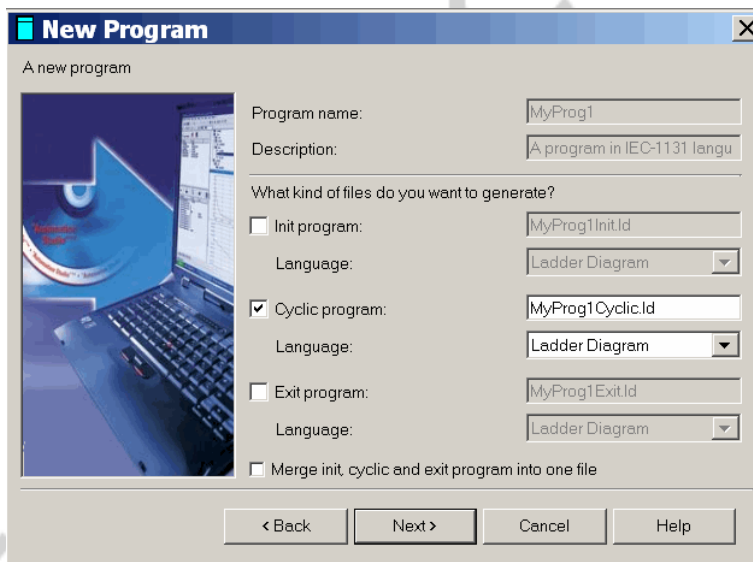 New Program
A new program
Program name: MyProg1
Description: A program in IEC-1131 langu
What kind of files do you want to generate?
Init program: MyProg1Init.ld
Language: Ladder Diagram
Cyclic program: MyProg1Cyclic.ld
Language: Ladder Diagram
Exit program: MyProg1Exit.ld
Language: Ladder Diagram
Merge init, cyclic and exit program into one file
< Back Next > Cancel Help